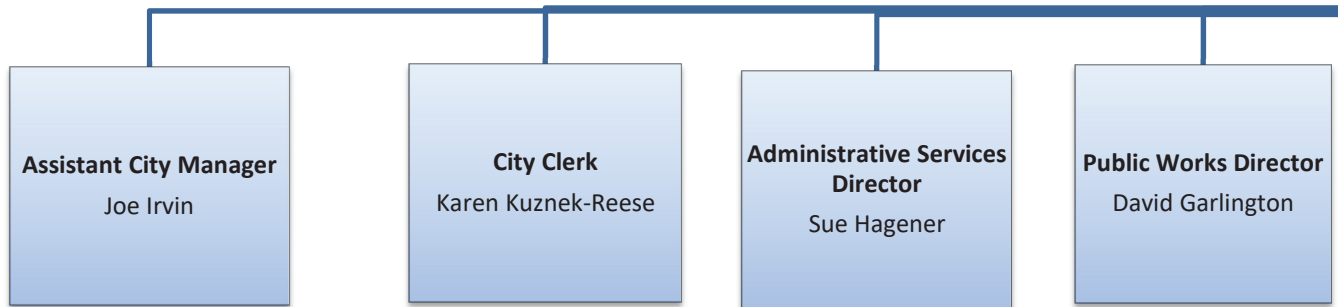 Assistant City Manager
Joe Irvin
City Clerk
Karen Kuznek-Reese
Administrative Services
Director
Sue Hagener
Public Works Director
David Garlington